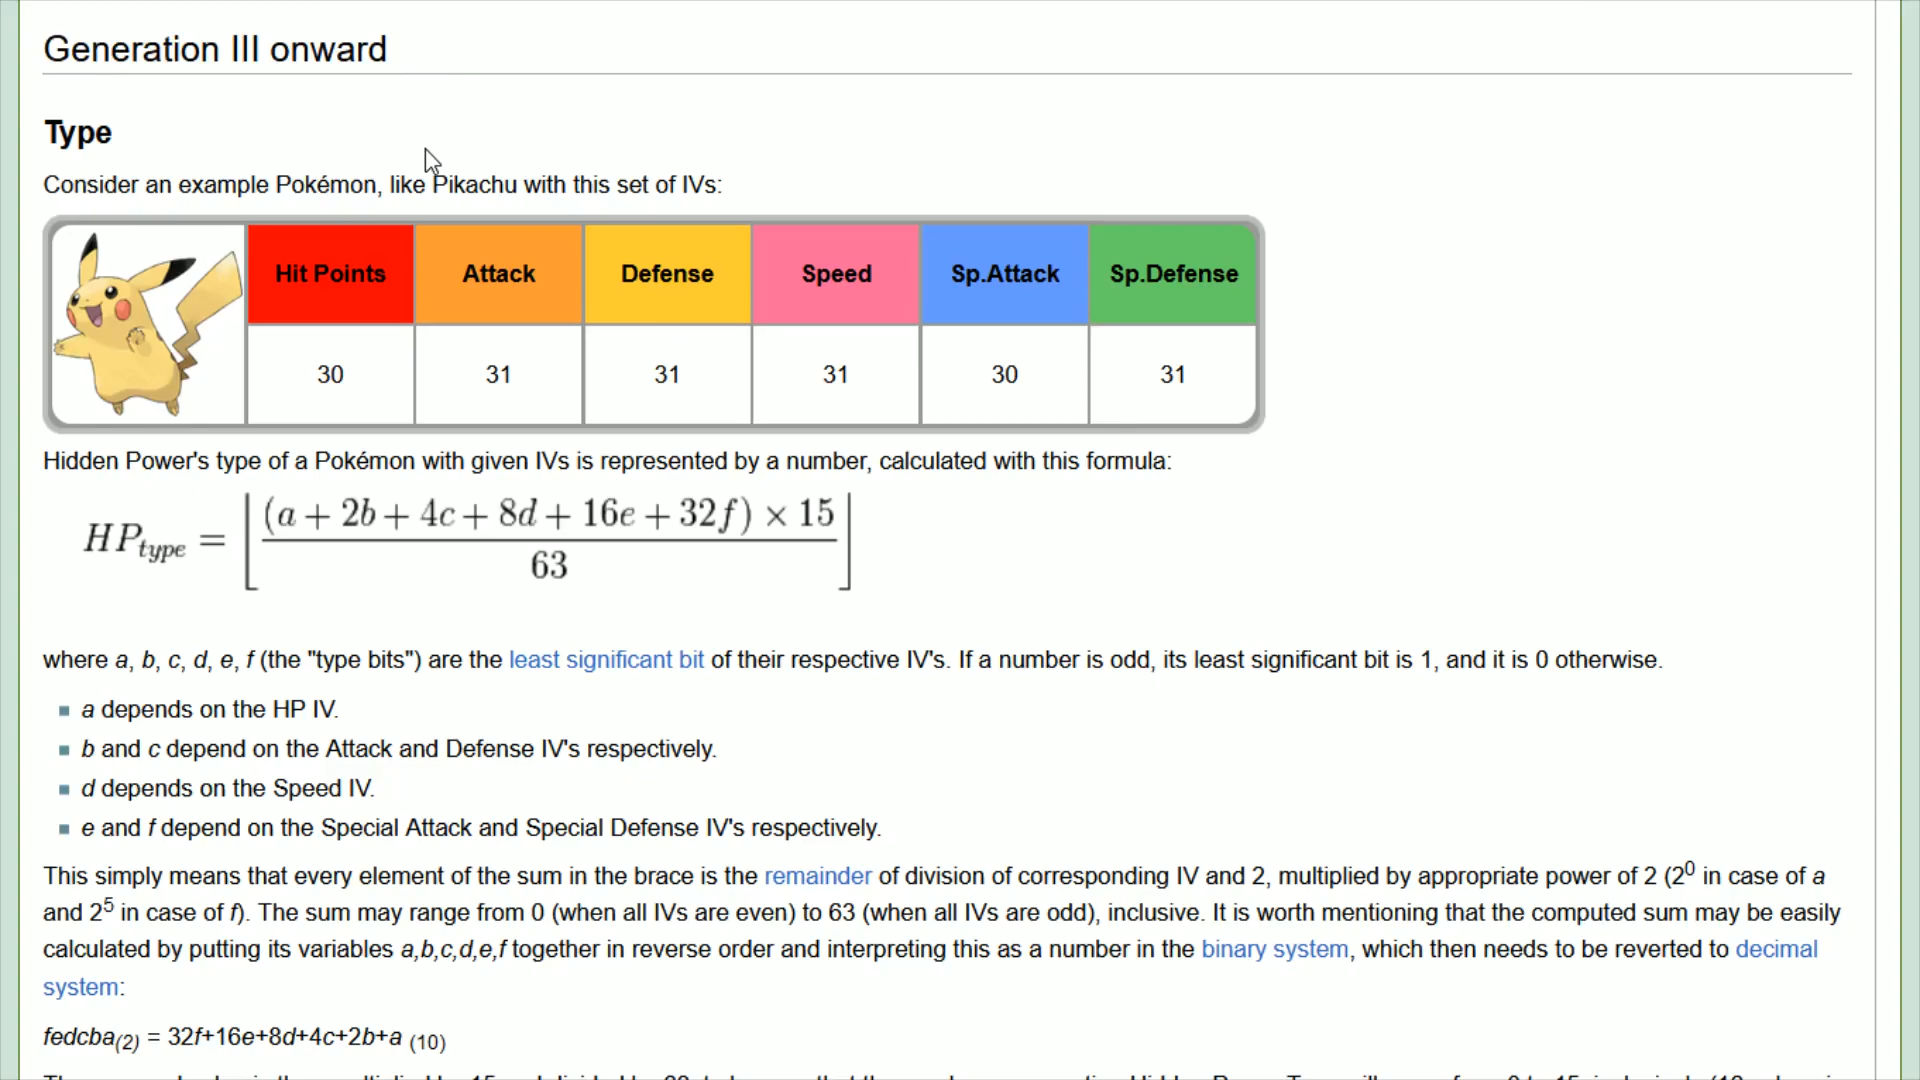 Generation III onward
Type
Consider an example Pokémon, like Pikachu with this set of IVs:
Hit Points Attack Defense Speed Sp.Attack Sp.Defense
30 31 31 31 30 31
Hidden Power's type of a Pokémon with given IVs is represented by a number, calculated with this formula:
HP_type = ⌊ (a + 2b + 4c + 8d + 16e + 32f) × 15 / 63 ⌋
where a, b, c, d, e, f (the "type bits") are the least significant bit of their respective IV's. If a number is odd, its least significant bit is 1, and it is 0 otherwise.
a depends on the HP IV.
b and c depend on the Attack and Defense IV's respectively.
d depends on the Speed IV.
e and f depend on the Special Attack and Special Defense IV's respectively.
This simply means that every element of the sum in the brace is the remainder of division of corresponding IV and 2, multiplied by appropriate power of 2 (2⁰ in case of a
and 2⁵ in case of f). The sum may range from 0 (when all IVs are even) to 63 (when all IVs are odd), inclusive. It is worth mentioning that the computed sum may be easily
calculated by putting its variables a,b,c,d,e,f together in reverse order and interpreting this as a number in the binary system, which then needs to be reverted to decimal
system:
fedcba(2) = 32f+16e+8d+4c+2b+a (10)